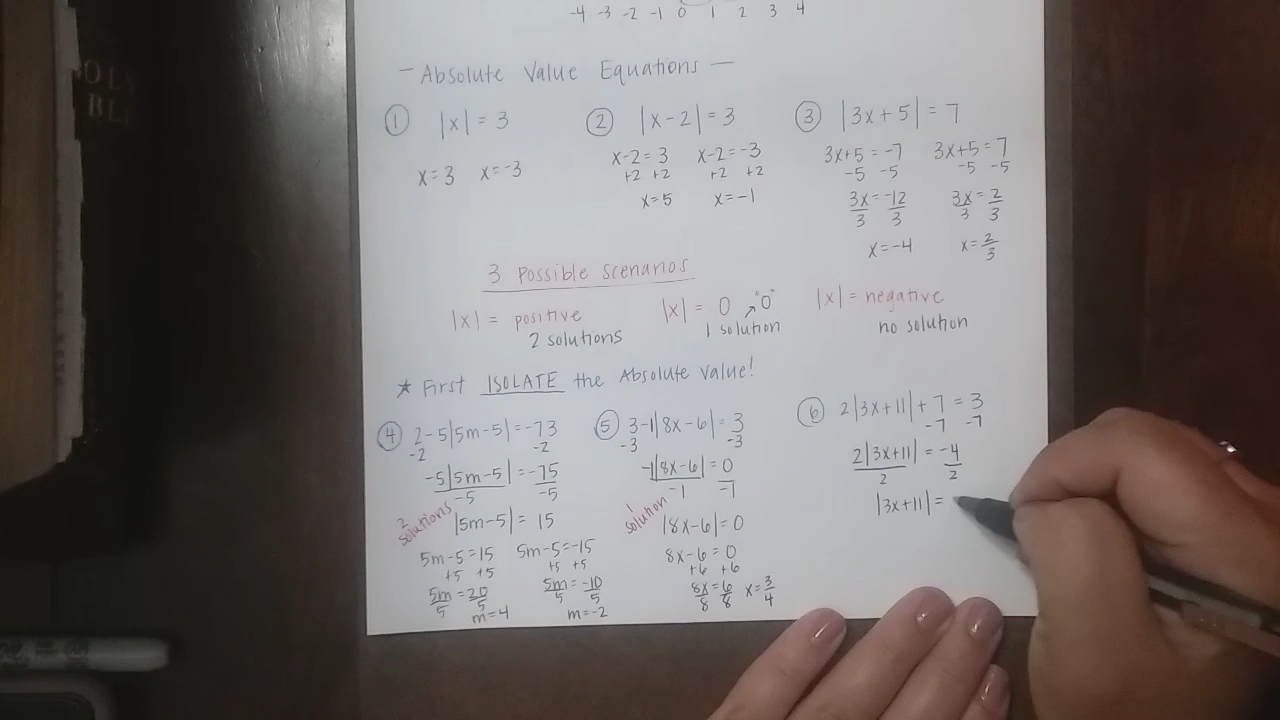 -4 -3 -2 -1 0 1 2 3 4
- Absolute Value Equations -
① |x| = 3
x=3 x=-3
② |x-2| = 3
x-2=3 x-2=-3
+2 +2 +2 +2
x=5 x=-1
③ |3x+5| = 7
3x+5=-7 3x+5=7
-5 -5 -5 -5
3x/3 = -12/3 3x/3 = 2/3
x=-4 x=2/3
3 possible scenarios
|x| = positive
2 solutions
|x| = 0 ↗"0"
1 solution
|x| = negative
no solution
★ First ISOLATE the Absolute Value!
④ 2-5|5m-5|=-73
-2 -2
-5|5m-5|/-5 = -75/-5
2 solutions
|5m-5| = 15
5m-5=15 5m-5=-15
+5 +5 +5 +5
5m/5 = 20/5 5m/5 = -10/5
m=4 m=-2
⑤ 3-1|8x-6|=3
-3 -3
-1|8x-6|/-1 = 0/-1
1 solution
|8x-6|=0
8x-6=0
+6 +6
8x/8 = 6/8 x=3/4
⑥ 2|3x+11|+7=3
-7 -7
2|3x+11|/2 = -4/2
|3x+11|=